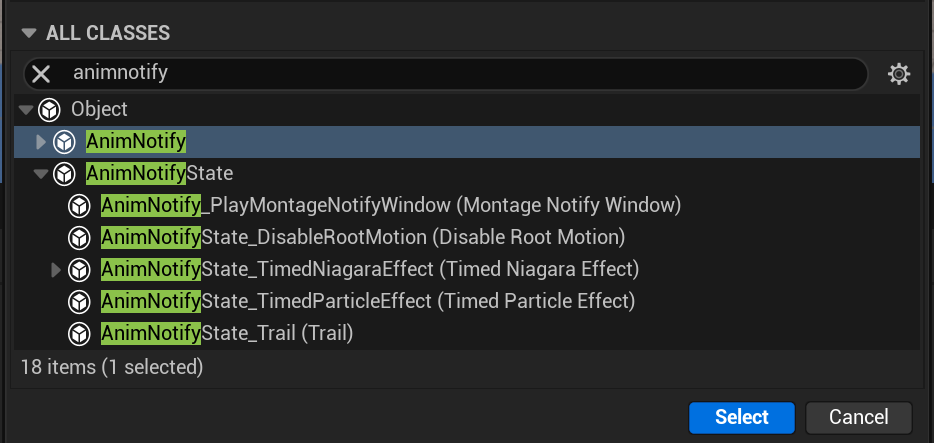 ALL CLASSES
animnotify
Object
AnimNotify
AnimNotifyState
AnimNotify_PlayMontageNotifyWindow (Montage Notify Window)
AnimNotifyState_DisableRootMotion (Disable Root Motion)
AnimNotifyState_TimedNiagaraEffect (Timed Niagara Effect)
AnimNotifyState_TimedParticleEffect (Timed Particle Effect)
AnimNotifyState_Trail (Trail)
18 items (1 selected)
Select Cancel